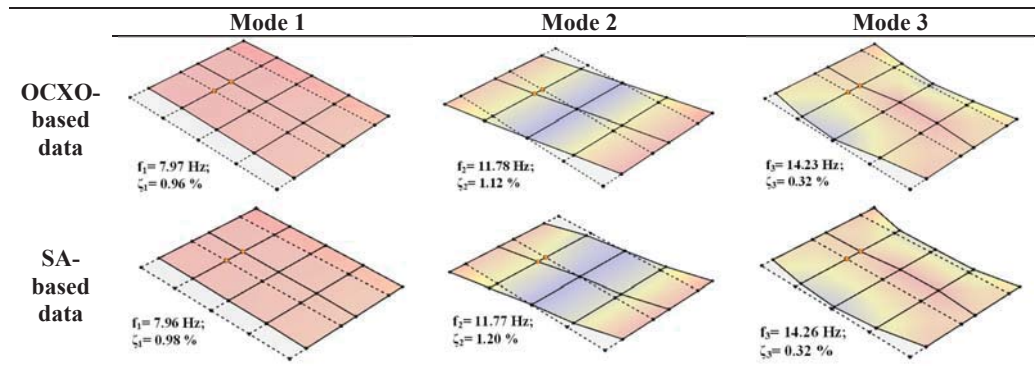 Mode 1 Mode 2 Mode 3
OCXO-
based
data
f₁= 7.97 Hz;
ζ₁= 0.96 %
f₂= 11.78 Hz;
ζ₂= 1.12 %
f₃= 14.23 Hz;
ζ₃= 0.32 %
SA-
based
data
f₁= 7.96 Hz;
ζ₁= 0.98 %
f₂= 11.77 Hz;
ζ₂= 1.20 %
f₃= 14.26 Hz;
ζ₃= 0.32 %